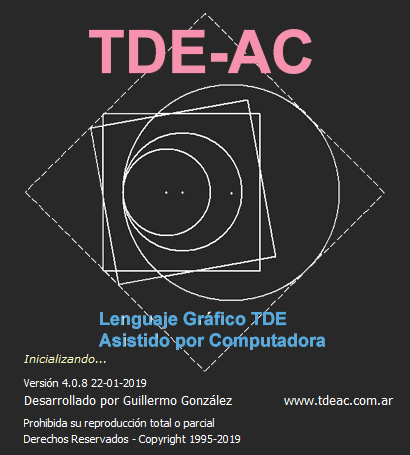 TDE-AC
Lenguaje Gráfico TDE
Asistido por Computadora
Inicializando...
Versión 4.0.8 22-01-2019
Desarrollado por Guillermo González www.tdeac.com.ar
Prohibida su reproducción total o parcial
Derechos Reservados - Copyright 1995-2019